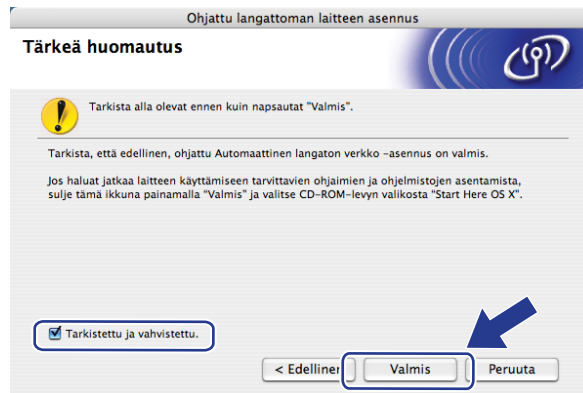 Ohjattu langattoman laitteen asennus
Tärkeä huomautus
Tarkista alla olevat ennen kuin napsautat "Valmis".
Tarkista, että edellinen, ohjattu Automaattinen langaton verkko -asennus on valmis.
Jos haluat jatkaa laitteen käyttämiseen tarvittavien ohjaimien ja ohjelmistojen asentamista,
sulje tämä ikkuna painamalla "Valmis" ja valitse CD-ROM-levyn valikosta "Start Here OS X".
Tarkistettu ja vahvistettu.
< Edellinen Valmis Peruuta